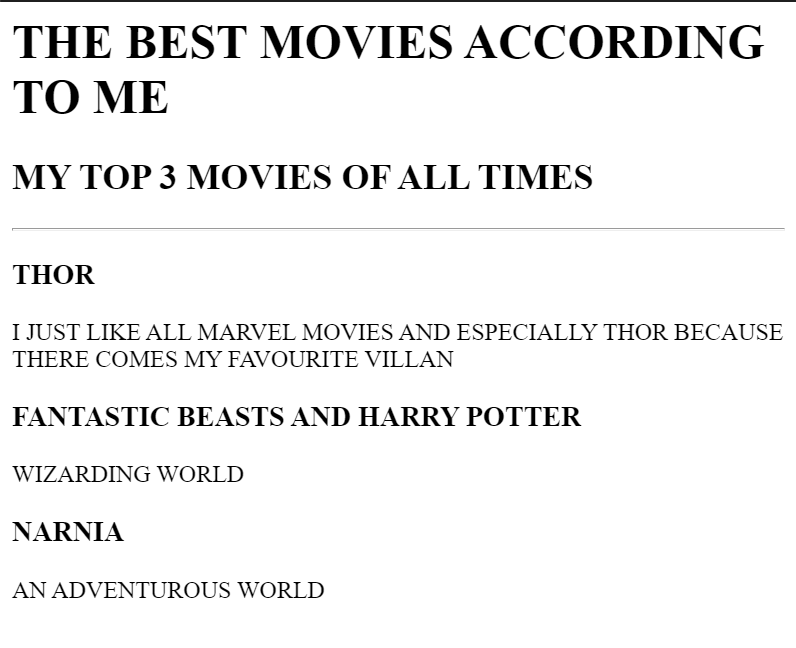 THE BEST MOVIES ACCORDING
TO ME
MY TOP 3 MOVIES OF ALL TIMES
THOR
I JUST LIKE ALL MARVEL MOVIES AND ESPECIALLY THOR BECAUSE
THERE COMES MY FAVOURITE VILLAN
FANTASTIC BEASTS AND HARRY POTTER
WIZARDING WORLD
NARNIA
AN ADVENTUROUS WORLD